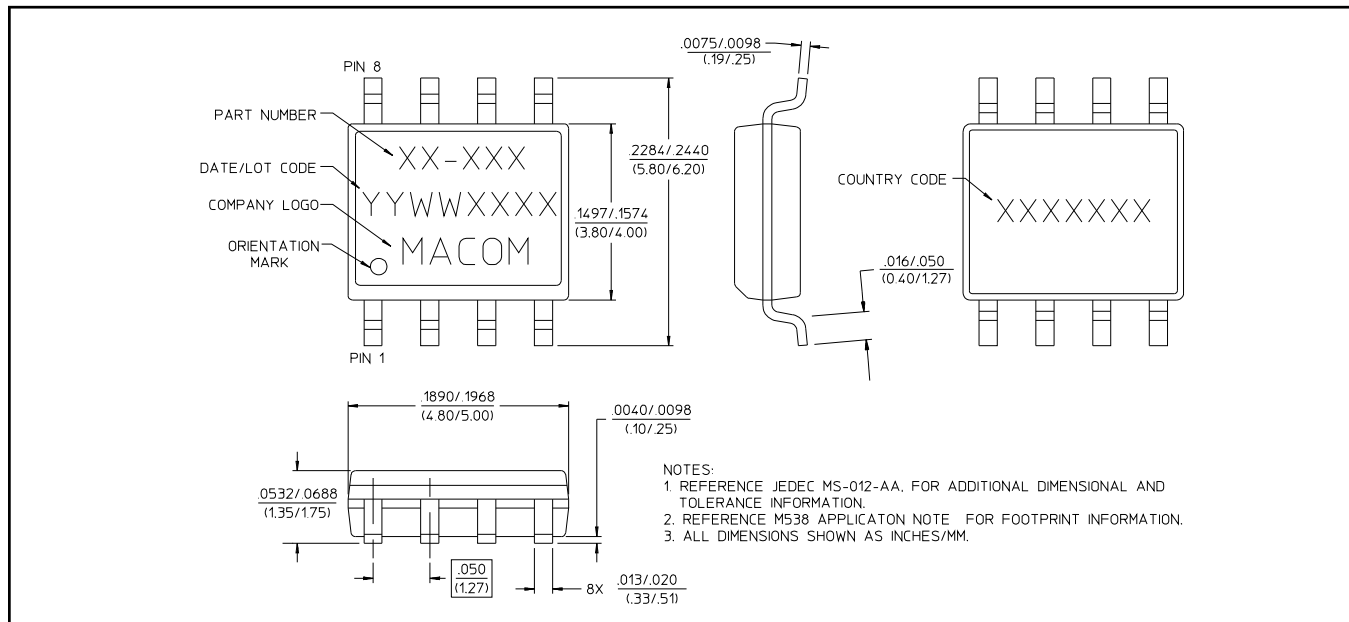 PIN 8
PART NUMBER
DATE/LOT CODE
COMPANY LOGO
ORIENTATION
MARK
XX-XXX
YYWWXXXX
MACOM
PIN 1
.2284/.2440
(5.80/6.20)
.1497/.1574
(3.80/4.00)
.0075/.0098
(.19/.25)
.016/.050
(0.40/1.27)
COUNTRY CODE
XXXXXXX
.1890/.1968
(4.80/5.00)
.0040/.0098
(.10/.25)
.0532/.0688
(1.35/1.75)
.050
(1.27)
8X
.013/.020
(.33/.51)
NOTES:
1. REFERENCE JEDEC MS-012-AA, FOR ADDITIONAL DIMENSIONAL AND
TOLERANCE INFORMATION.
2. REFERENCE M538 APPLICATON NOTE FOR FOOTPRINT INFORMATION.
3. ALL DIMENSIONS SHOWN AS INCHES/MM.